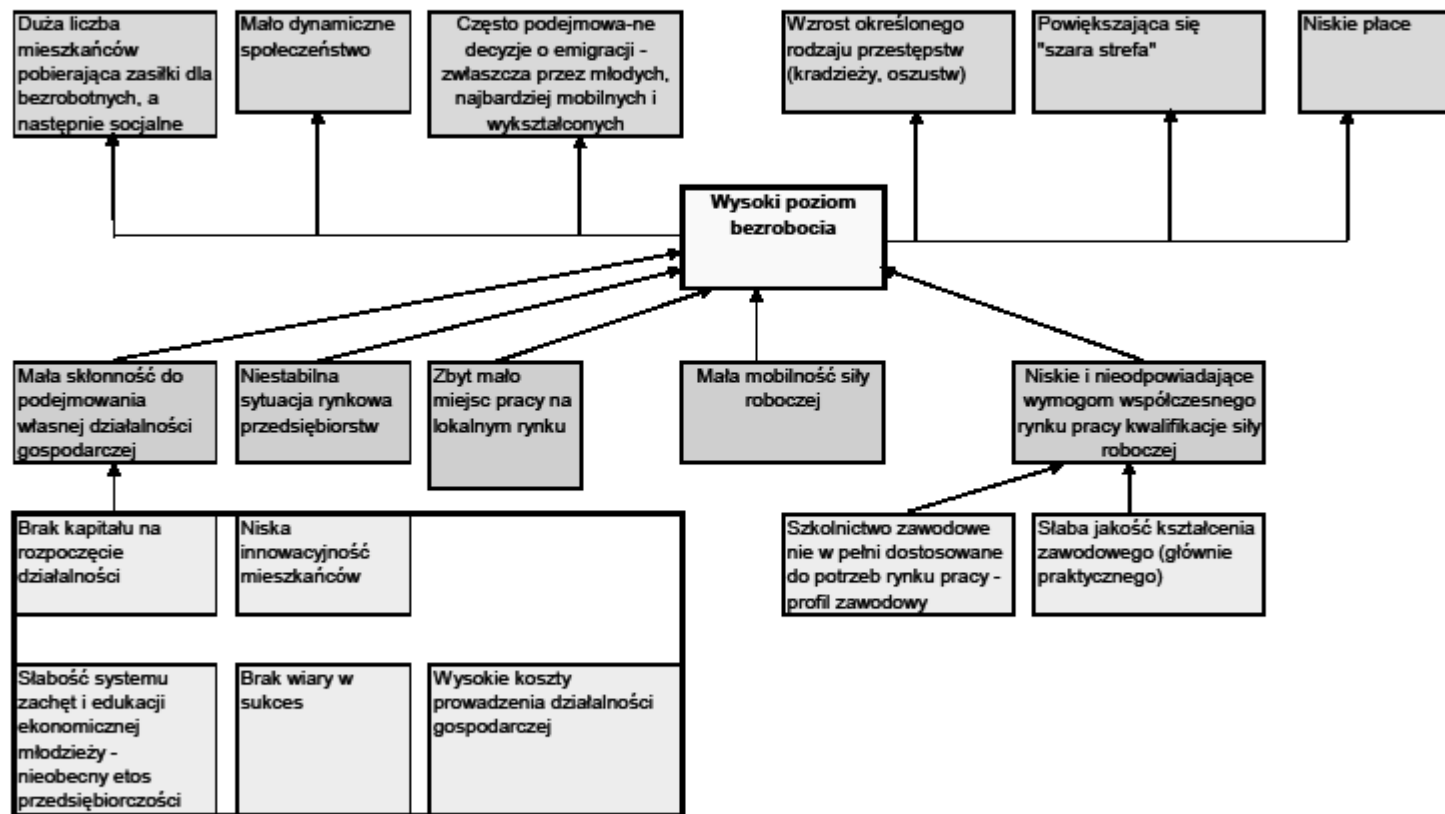 Duża liczba
mieszkańców
pobierająca zasiłki dla
bezrobotnych, a
następnie socjalne
Mało dynamiczne
społeczeństwo
Często podejmowa-ne
decyzje o emigracji -
zwłaszcza przez młodych,
najbardziej mobilnych i
wykształconych
Wzrost określonego
rodzaju przestępstw
(kradzieży, oszustw)
Powiększająca się
"szara strefa"
Niskie płace
Wysoki poziom
bezrobocia
Mała skłonność do
podejmowania
własnej działalności
gospodarczej
Niestabilna
sytuacja rynkowa
przedsiębiorstw
Zbyt mało
miejsc pracy na
lokalnym rynku
Mała mobilność siły
roboczej
Niskie i nieodpowiadające
wymogom współczesnego
rynku pracy kwalifikacje siły
roboczej
Brak kapitału na
rozpoczęcie
działalności
Niska
innowacyjność
mieszkańców
Szkolnictwo zawodowe
nie w pełni dostosowane
do potrzeb rynku pracy -
profil zawodowy
Słaba jakość kształcenia
zawodowego (głównie
praktycznego)
Słabość systemu
zachęt i edukacji
ekonomicznej
młodzieży -
nieobecny etos
przedsiębiorczości
Brak wiary w
sukces
Wysokie koszty
prowadzenia działalności
gospodarczej